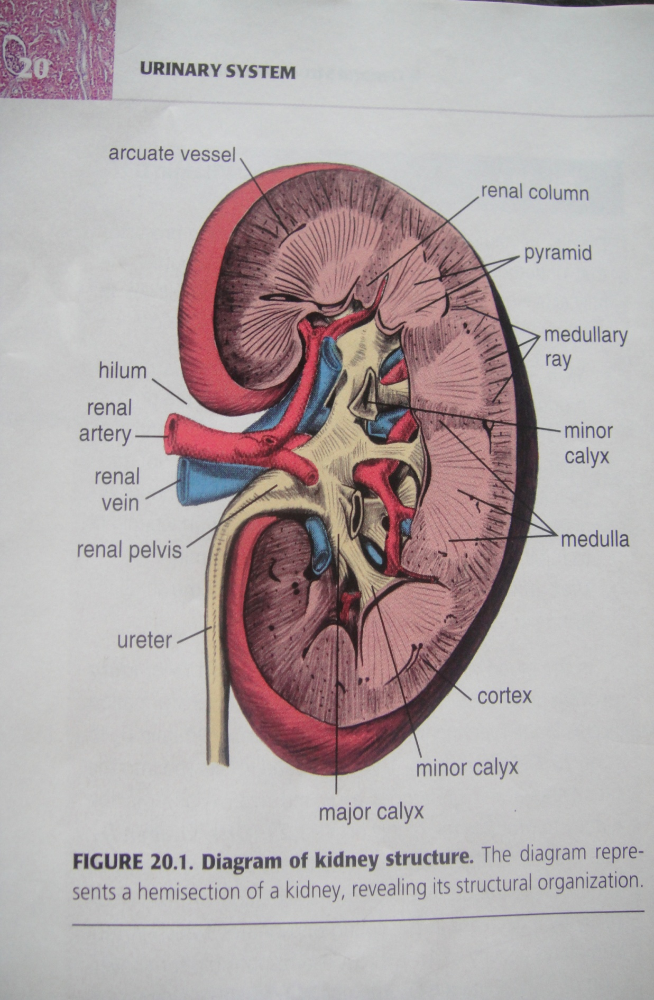 20
URINARY SYSTEM
arcuate vessel
renal column
pyramid
medullary
ray
hilum
renal
artery
minor
calyx
renal
vein
medulla
renal pelvis
ureter
cortex
minor calyx
major calyx
FIGURE 20.1. Diagram of kidney structure. The diagram repre-
sents a hemisection of a kidney, revealing its structural organization.